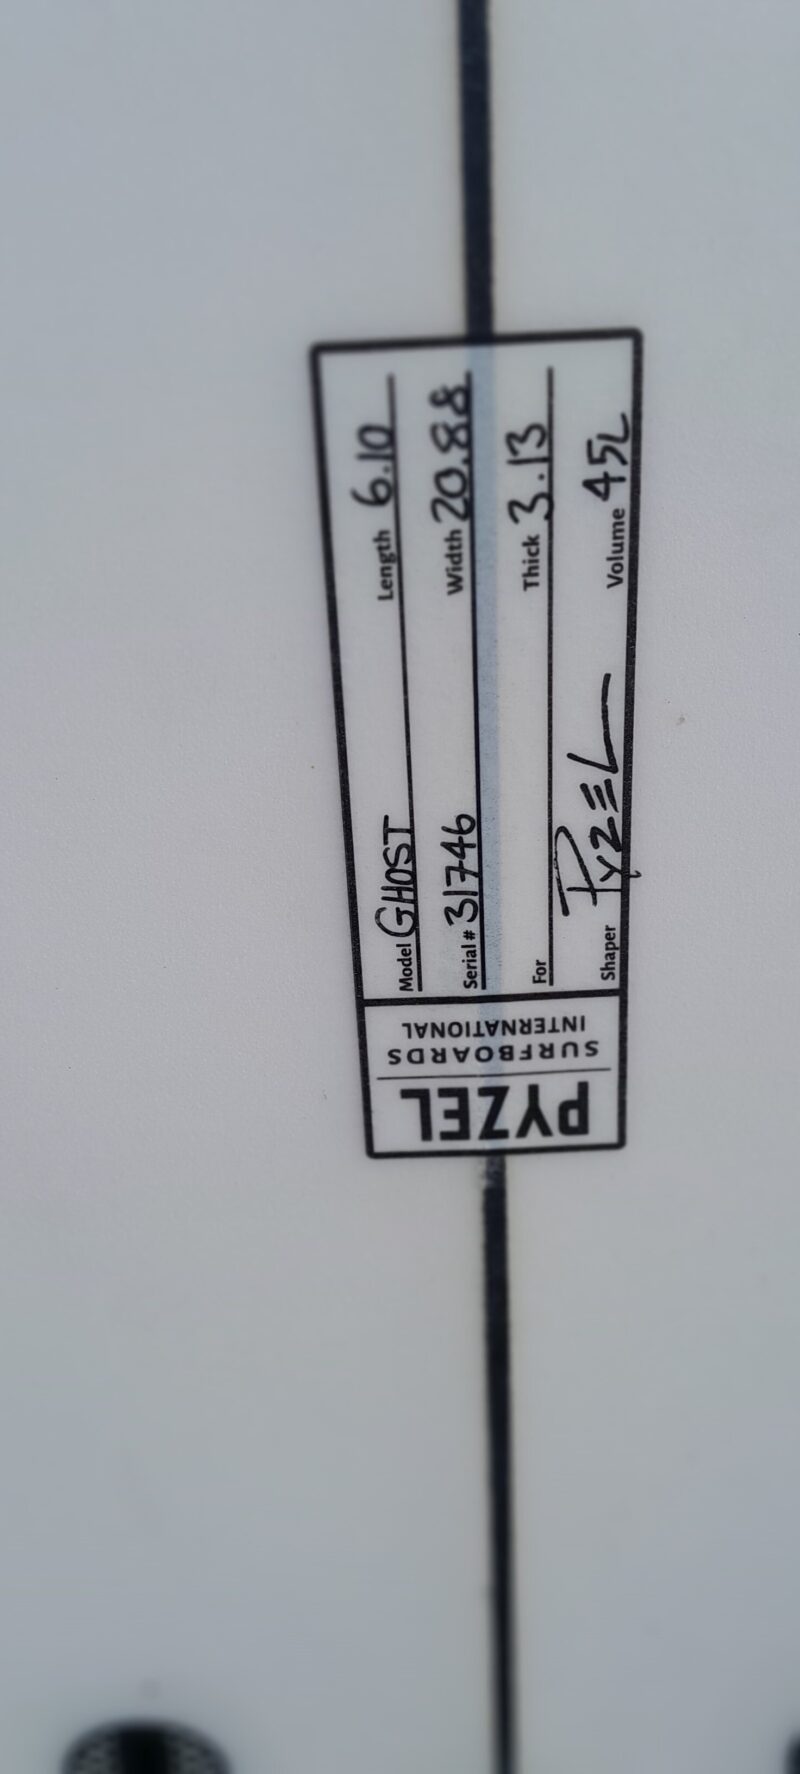 PYZEL
SURFBOARDS
INTERNATIONAL
Model GHOST Length 6.10
Serial # 31746 Width 20.88
For Thick 3.13
Shaper PYZEL Volume 45L